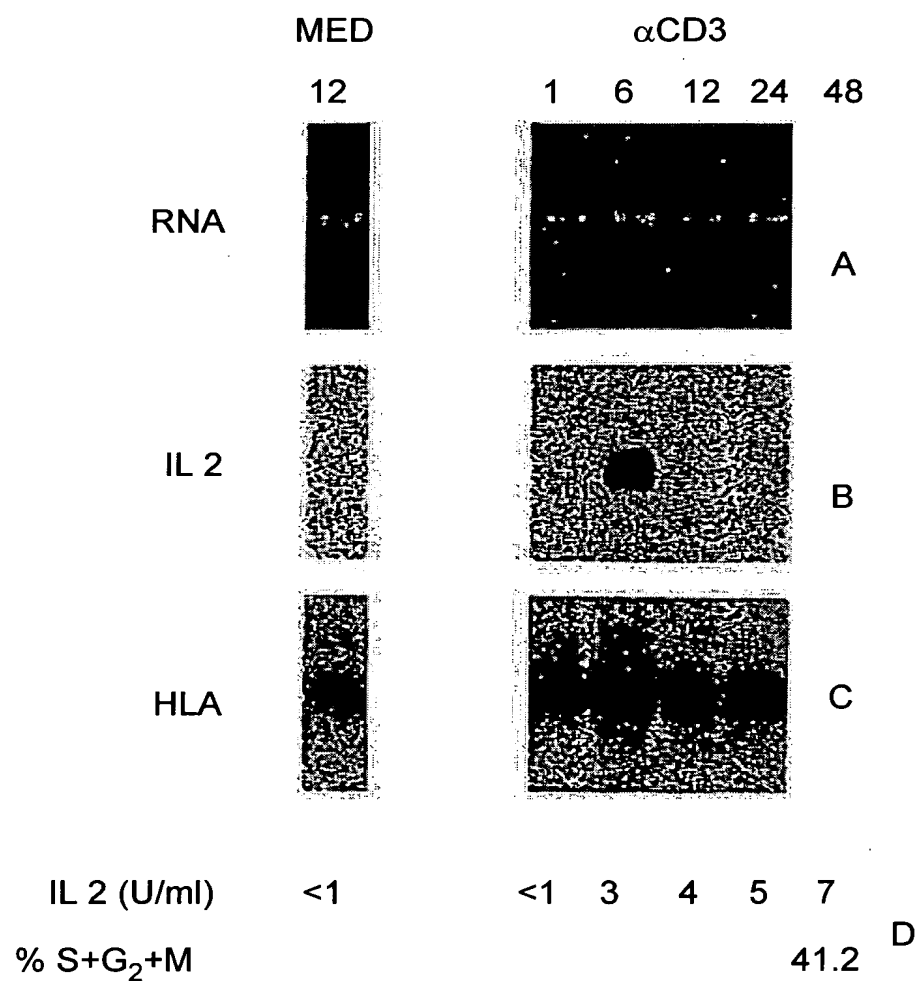 MED αCD3
12 1 6 12 24 48
RNA
A
IL 2
B
HLA
C
IL 2 (U/ml) <1 <1 3 4 5 7
D
% S+G₂+M 41.2